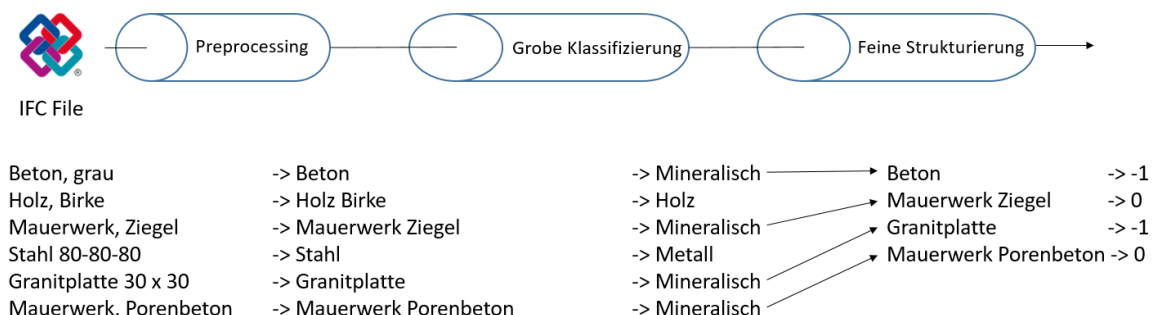 Preprocessing
Grobe Klassifizierung
Feine Strukturierung
®
IFC File
Beton, grau -> Beton -> Mineralisch Beton -> -1
Holz, Birke -> Holz Birke -> Holz Mauerwerk Ziegel -> 0
Mauerwerk, Ziegel -> Mauerwerk Ziegel -> Mineralisch Granitplatte -> -1
Stahl 80-80-80 -> Stahl -> Metall Mauerwerk Porenbeton -> 0
Granitplatte 30 x 30 -> Granitplatte -> Mineralisch
Mauerwerk, Porenbeton -> Mauerwerk Porenbeton -> Mineralisch